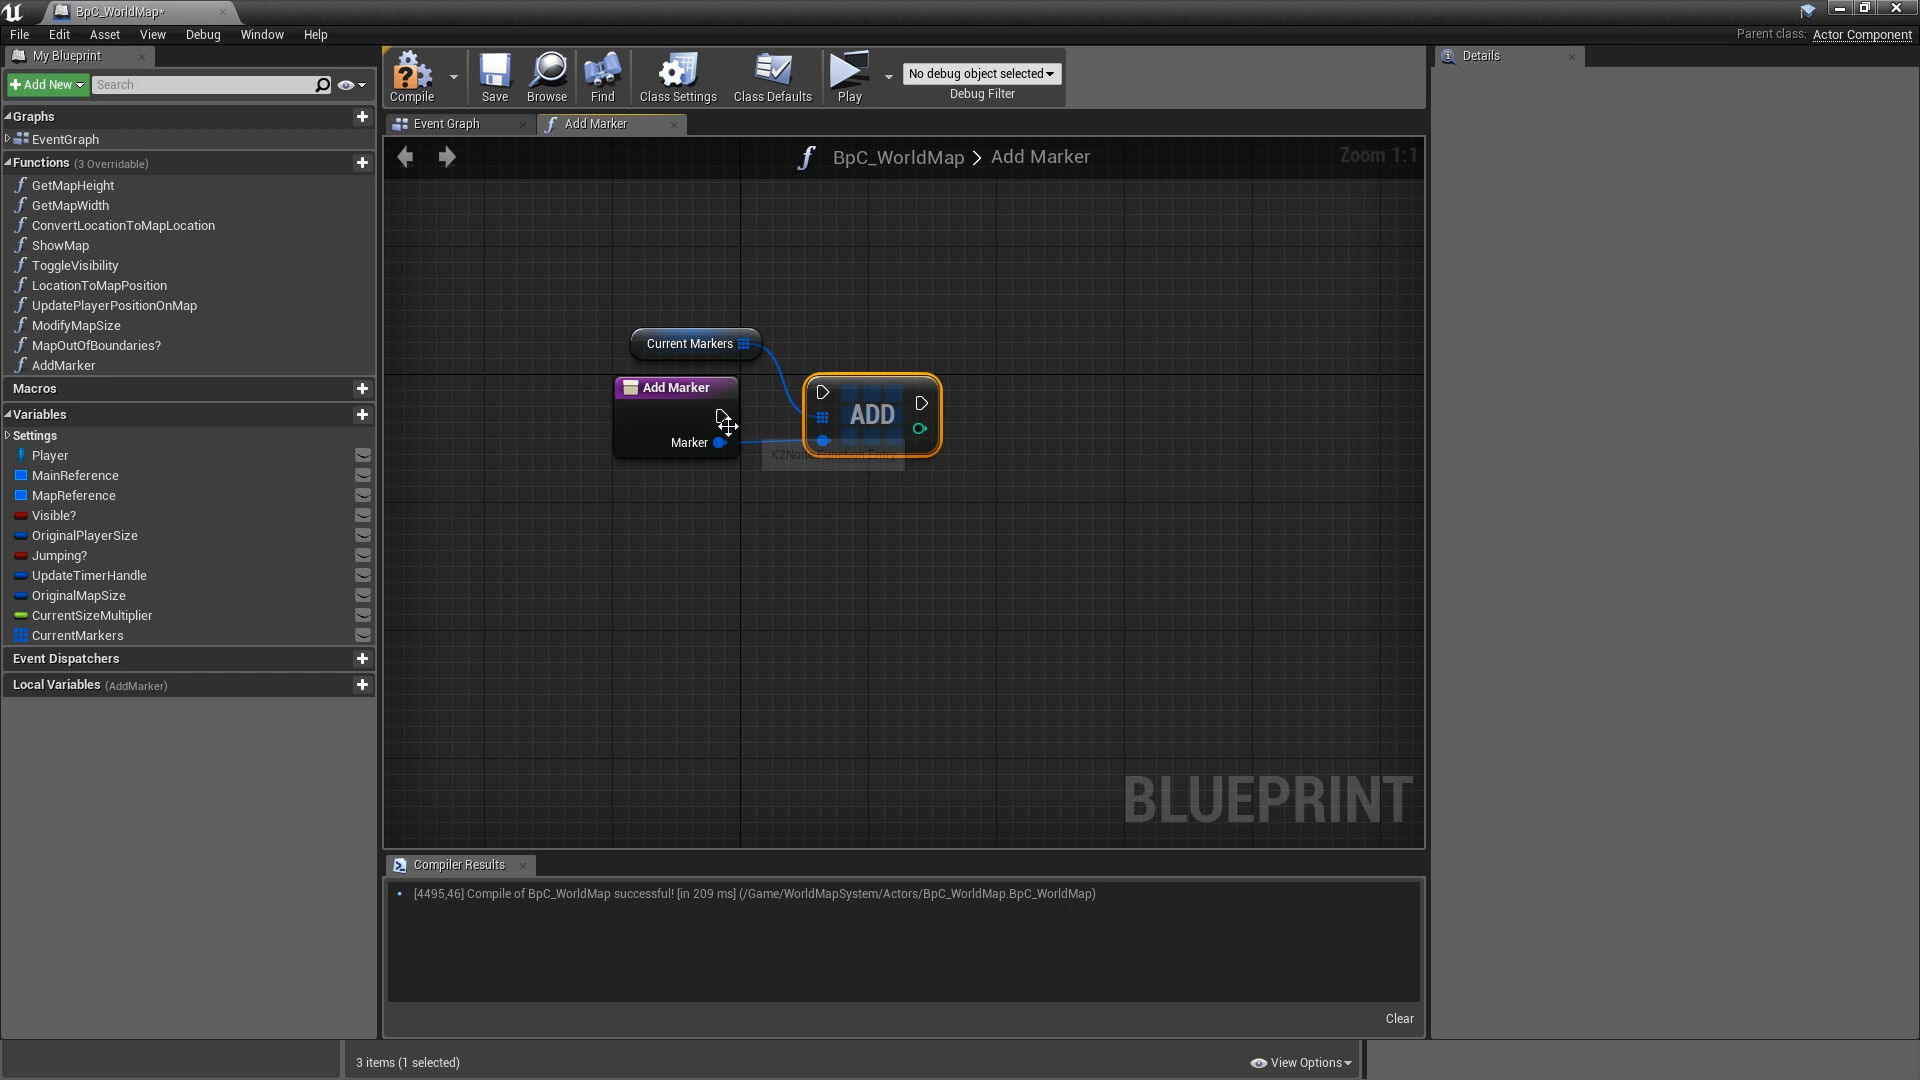 BpC_WorldMap*
File Edit Asset View Debug Window Help
Parent class: Actor Component
My Blueprint
Add New
Search
Graphs
EventGraph
Functions (3 Overridable)
GetMapHeight
GetMapWidth
ConvertLocationToMapLocation
ShowMap
ToggleVisibility
LocationToMapPosition
UpdatePlayerPositionOnMap
ModifyMapSize
MapOutOfBoundaries?
AddMarker
Macros
Variables
Settings
Player
MainReference
MapReference
Visible?
OriginalPlayerSize
Jumping?
UpdateTimerHandle
OriginalMapSize
CurrentSizeMultiplier
CurrentMarkers
Event Dispatchers
Local Variables (AddMarker)
Compile
Save
Browse
Find
Class Settings
Class Defaults
Play
No debug object selected
Debug Filter
Event Graph
Add Marker
BpC_WorldMap > Add Marker
Zoom 1:1
Current Markers
Add Marker
Marker
ADD
K2Node Function Entry
BLUEPRINT
Compiler Results
[4495,46] Compile of BpC_WorldMap successful! [in 209 ms] (/Game/WorldMapSystem/Actors/BpC_WorldMap.BpC_WorldMap)
Clear
3 items (1 selected)
View Options
Details